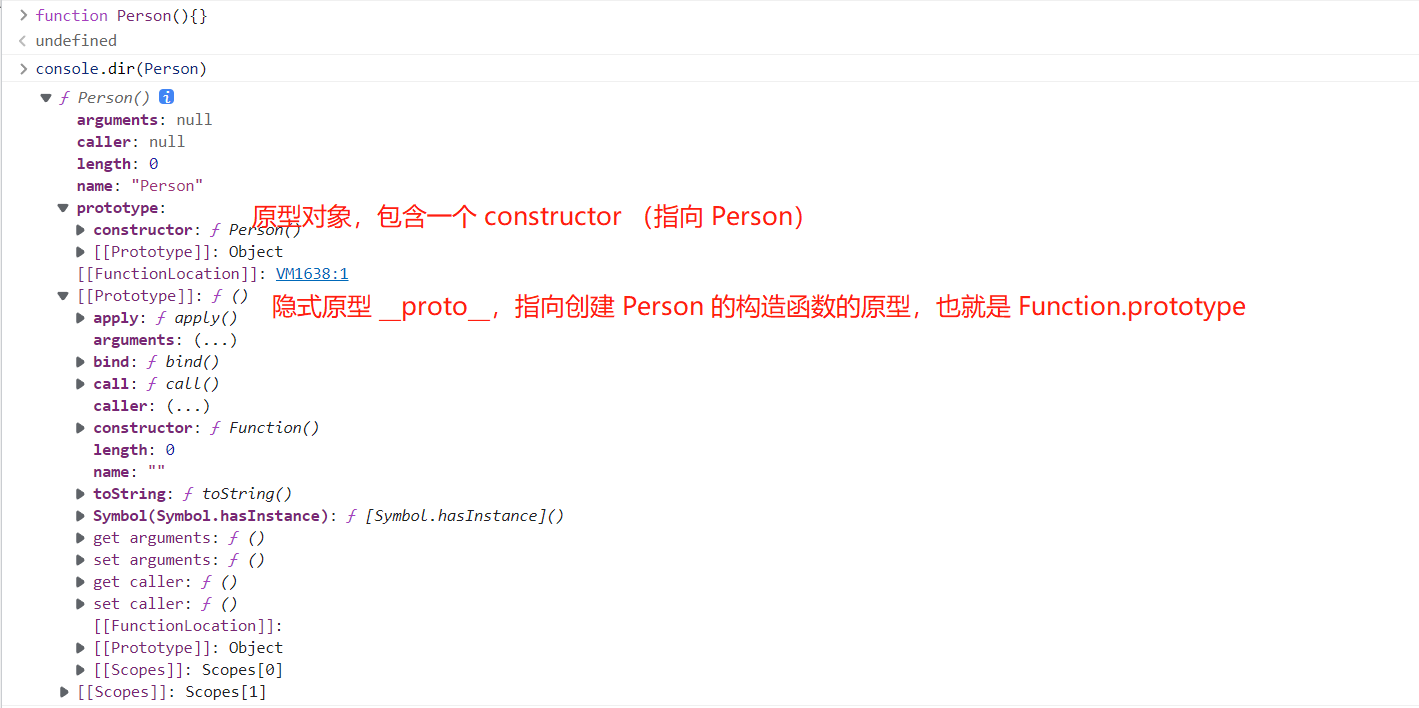 function Person(){}
undefined
console.dir(Person)
ƒ Person() i
arguments: null
caller: null
length: 0
name: "Person"
prototype:
原型对象，包含一个 constructor （指向 Person）
constructor: ƒ Person()
[[Prototype]]: Object
[[FunctionLocation]]: VM1638:1
[[Prototype]]: ƒ ()
隐式原型 __proto__，指向创建 Person 的构造函数的原型，也就是 Function.prototype
apply: ƒ apply()
arguments: (...)
bind: ƒ bind()
call: ƒ call()
caller: (...)
constructor: ƒ Function()
length: 0
name: ""
toString: ƒ toString()
Symbol(Symbol.hasInstance): ƒ [Symbol.hasInstance]()
get arguments: ƒ ()
set arguments: ƒ ()
get caller: ƒ ()
set caller: ƒ ()
[[FunctionLocation]]:
[[Prototype]]: Object
[[Scopes]]: Scopes[0]
[[Scopes]]: Scopes[1]